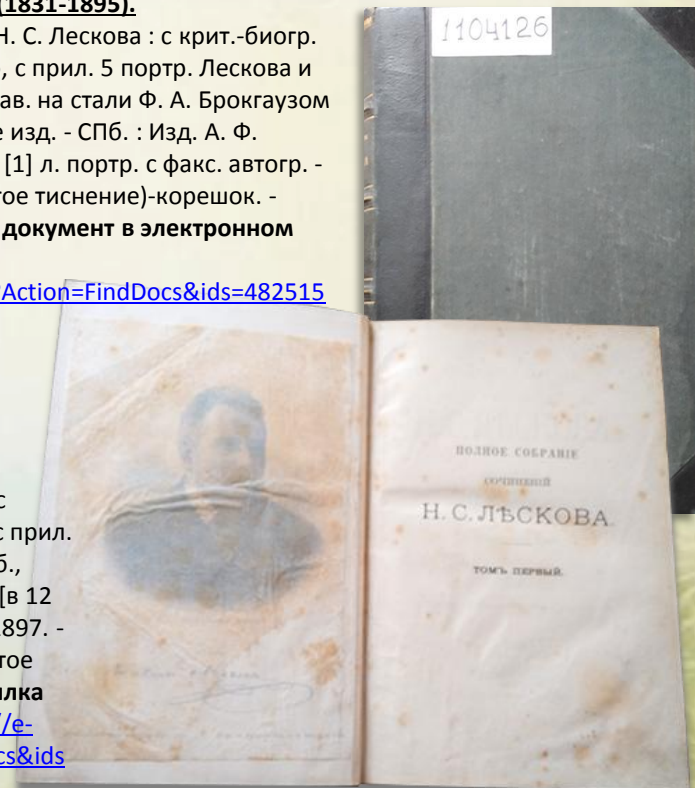 (1831-1895).
Н. С. Лескова : с крит.-биогр.
, с прил. 5 портр. Лескова и
ав. на стали Ф. А. Брокгаузом
е изд. - СПб. : Изд. А. Ф.
[1] л. портр. с факс. автогр. -
тое тиснение)-корешок. -
документ в электронном
Action=FindDocs&ids=482515
1104126
с
с прил.
б.,
[в 12
1897. -
тое
лка
//e-
cs&ids
ПОЛНОЕ СОБРАНІЕ
СОЧИНЕНІЙ
Н. С. ЛѢСКОВА.
ТОМЪ ПЕРВЫЙ.